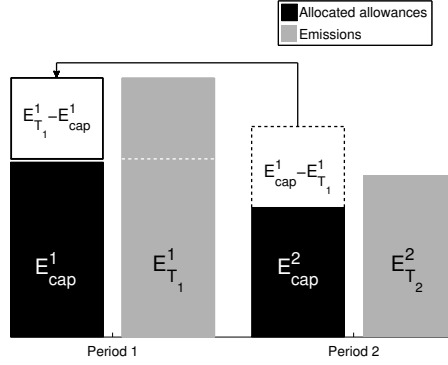 Allocated allowances
Emissions
E^1_{T_1}−E^1_{cap}
E^1_{cap}
E^1_{T_1}
E^1_{cap}−E^1_{T_1}
E^2_{cap}
E^2_{T_2}
Period 1
Period 2